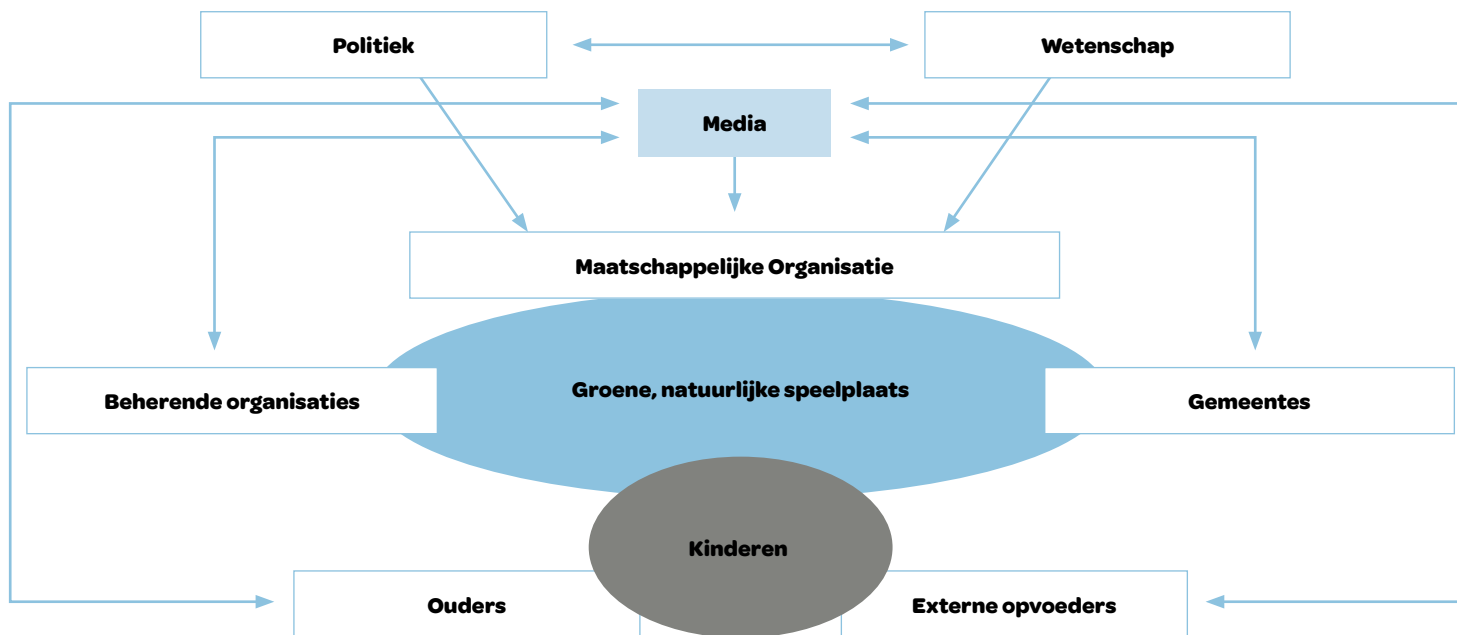 Politiek
Wetenschap
Media
Maatschappelijke Organisatie
Groene, natuurlijke speelplaats
Beherende organisaties
Gemeentes
Kinderen
Ouders
Externe opvoeders